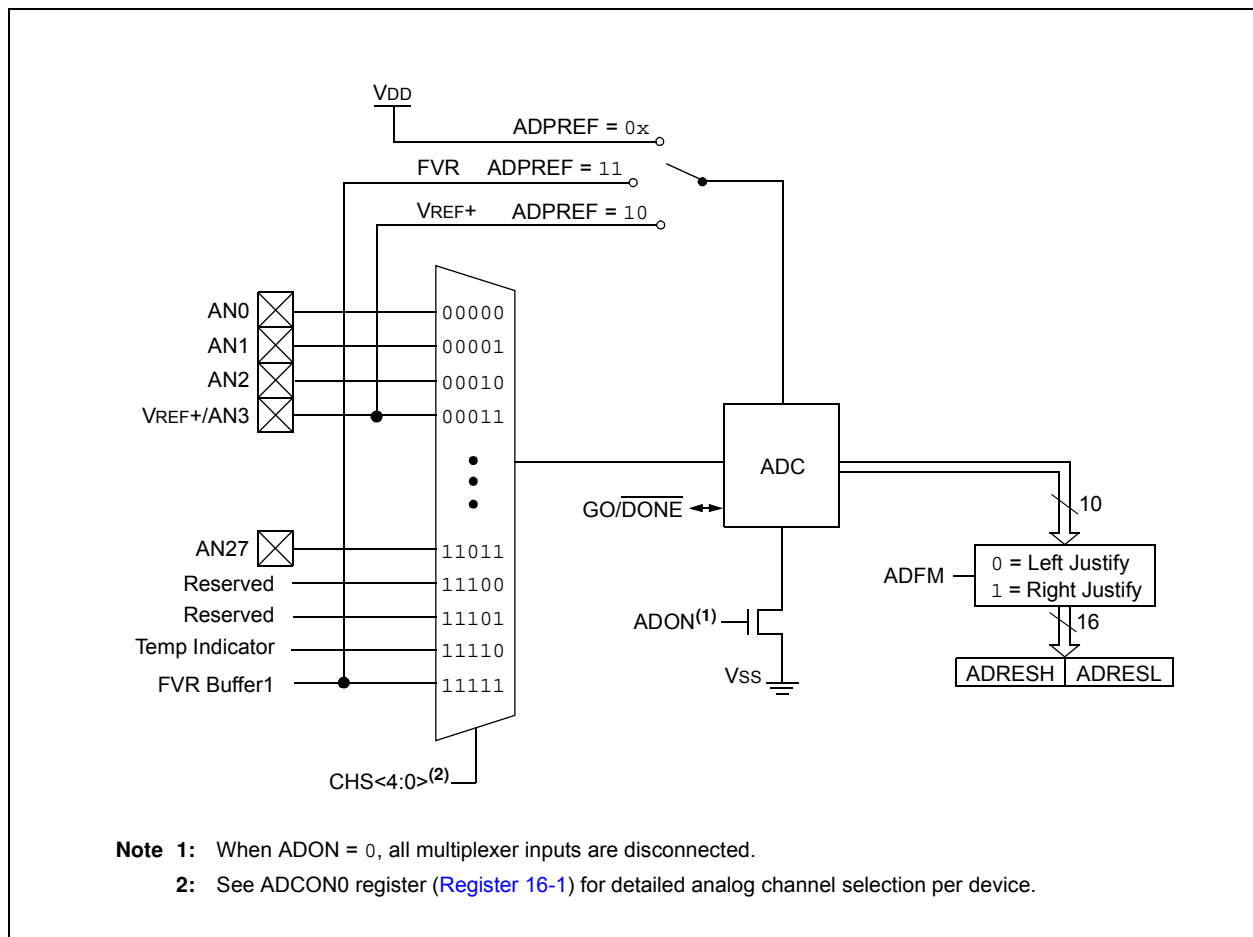 VDD
ADPREF = 0x
FVR ADPREF = 11
VREF+ ADPREF = 10
AN0
00000
AN1
00001
AN2
00010
VREF+/AN3
00011
ADC
GO/DONE
10
AN27
11011
Reserved
11100
Reserved
11101
Temp Indicator
11110
FVR Buffer1
11111
ADFM
0 = Left Justify
1 = Right Justify
ADON(1)
16
VSS
ADRESH ADRESL
CHS<4:0>(2)
Note 1: When ADON = 0, all multiplexer inputs are disconnected.
2: See ADCON0 register (Register 16-1) for detailed analog channel selection per device.